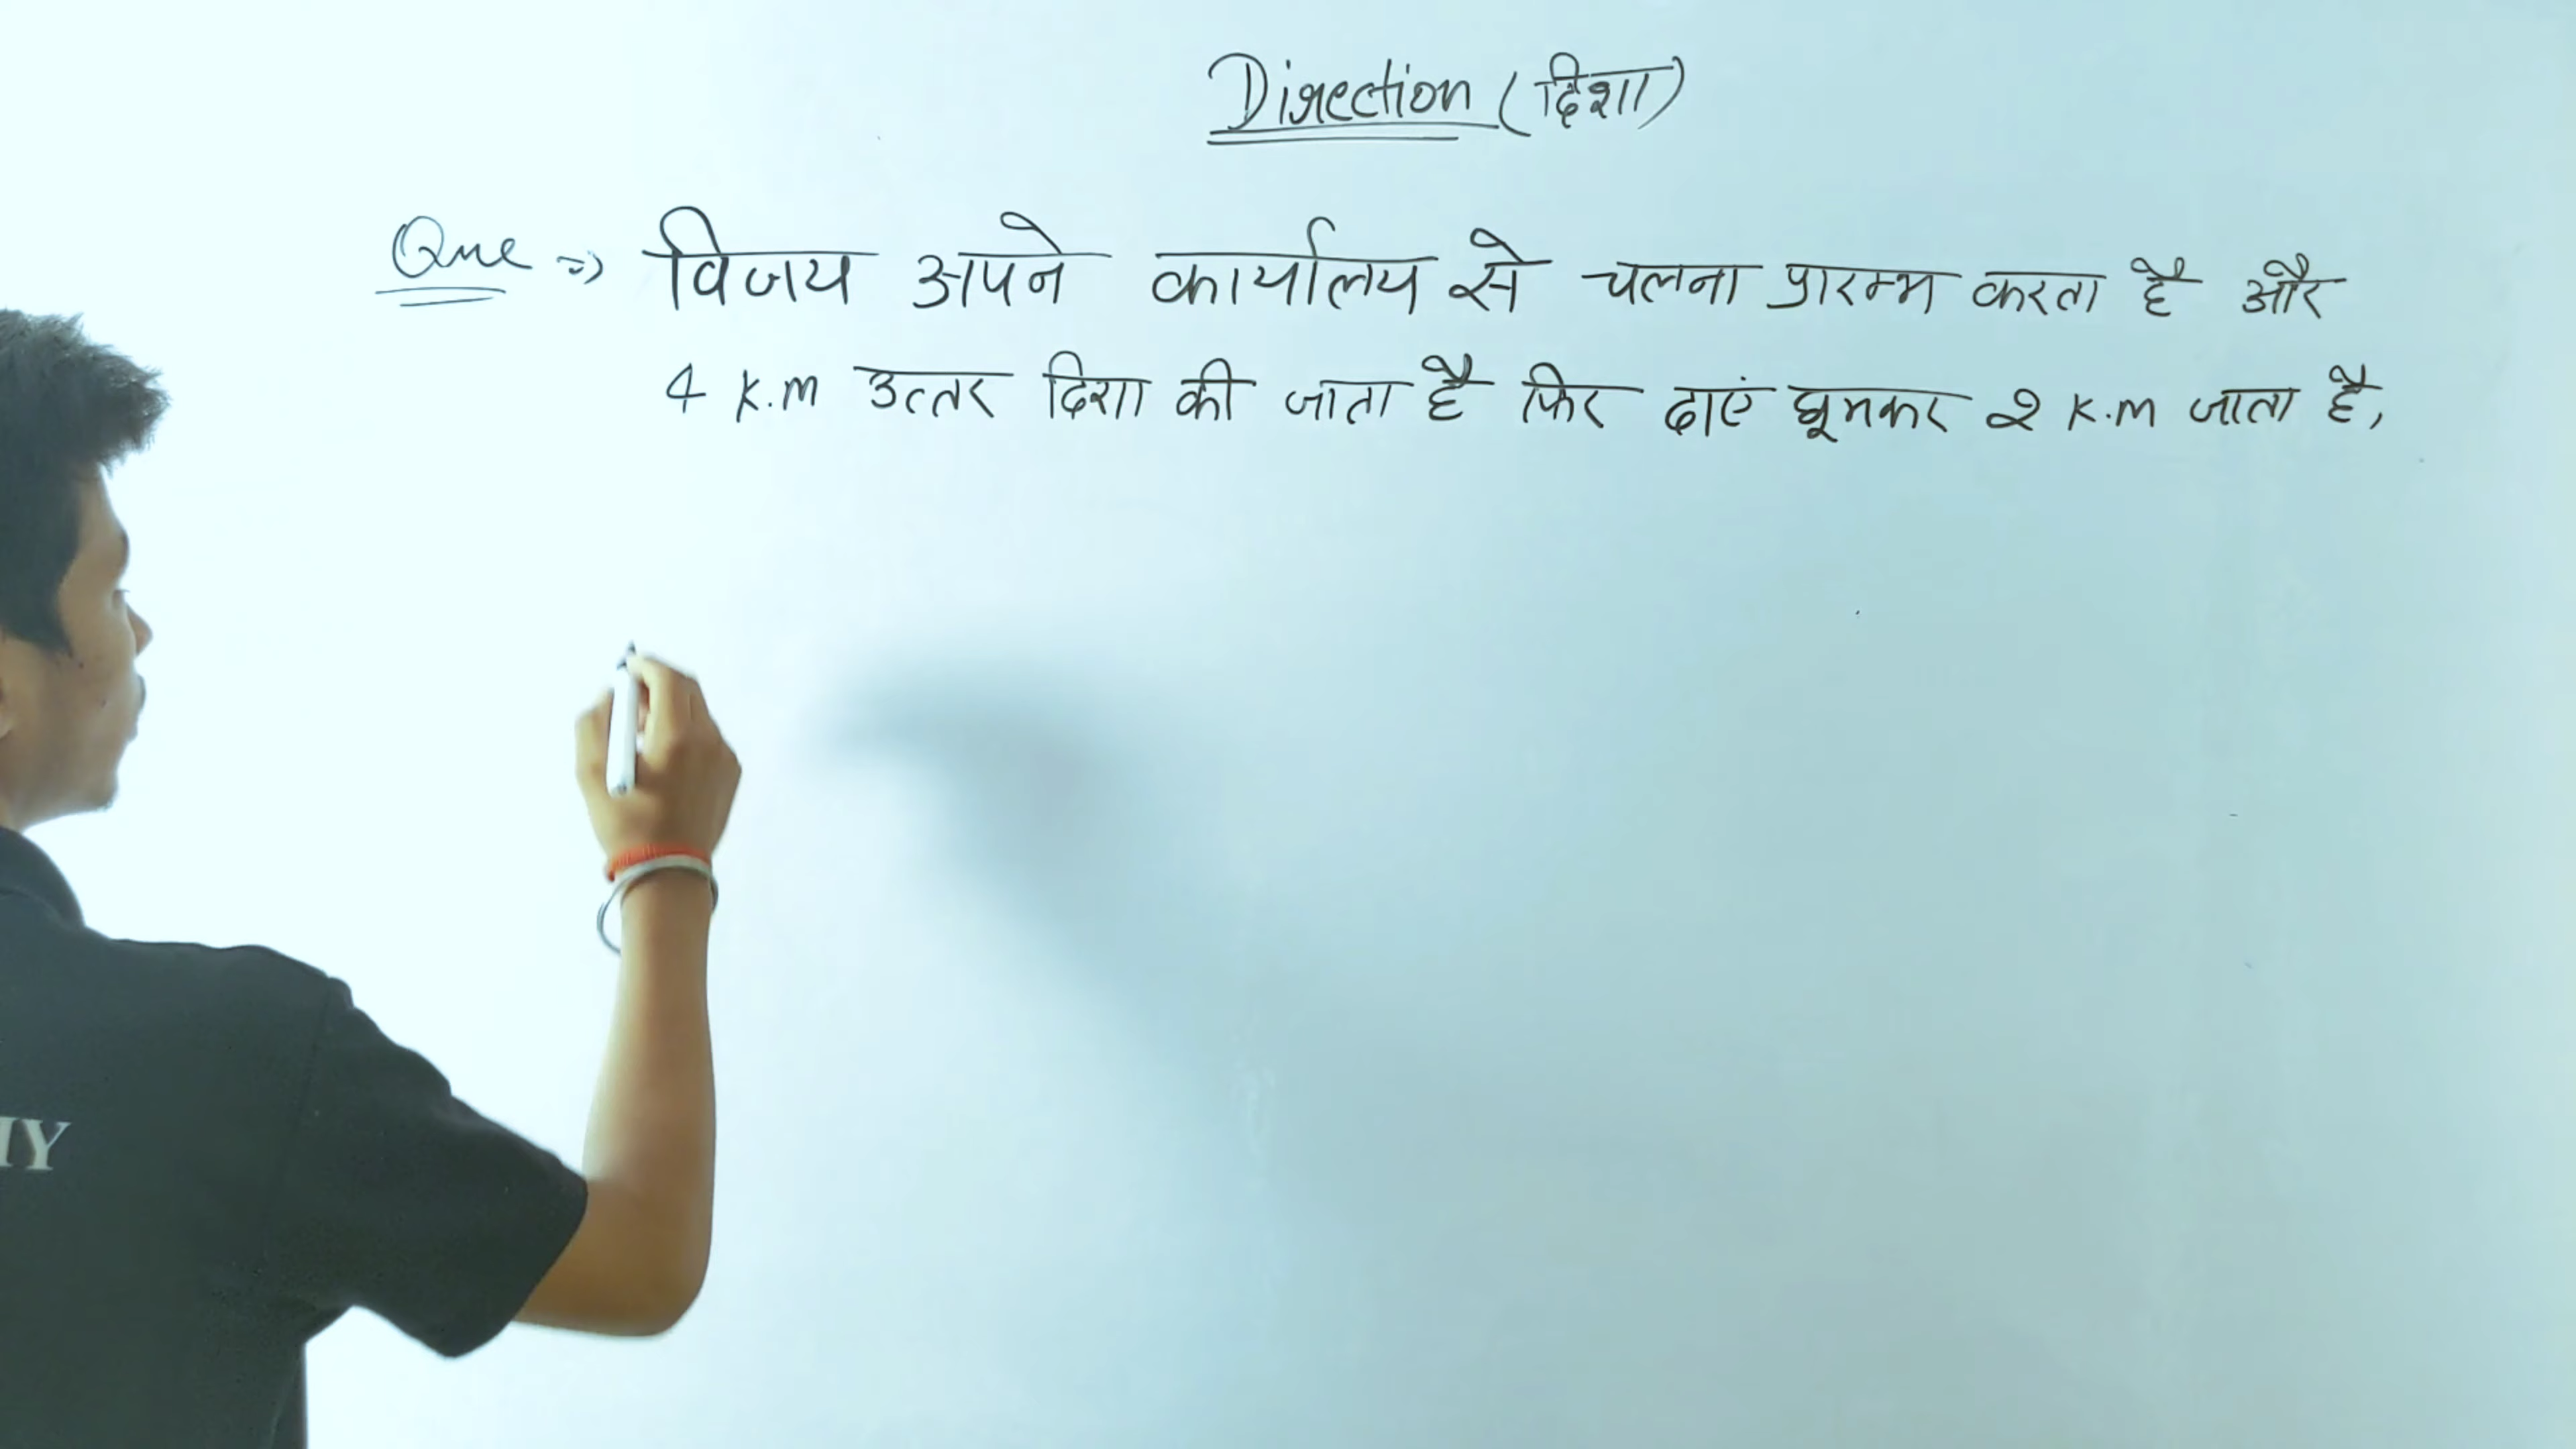 Direction (दिशा)
Que => विजय अपने कार्यालय से चलना प्रारम्भ करता है और
4 K.m उत्तर दिशा की जाता है फिर दाएं घूमकर 2 K.m जाता है,